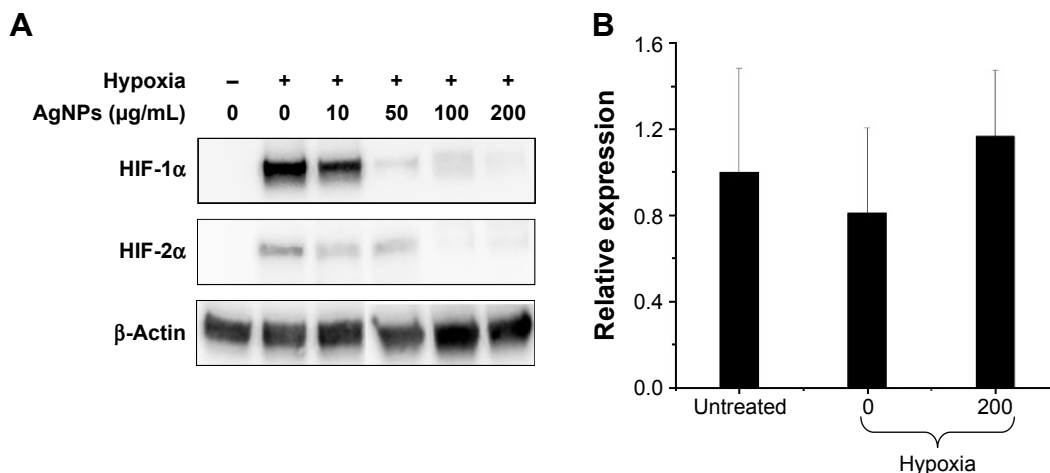 A
Hypoxia – + + + + +
AgNPs (µg/mL) 0 0 10 50 100 200
HIF-1α
HIF-2α
β-Actin
B
Relative expression
1.6
1.2
0.8
0.4
0.0
Untreated 0 200
Hypoxia